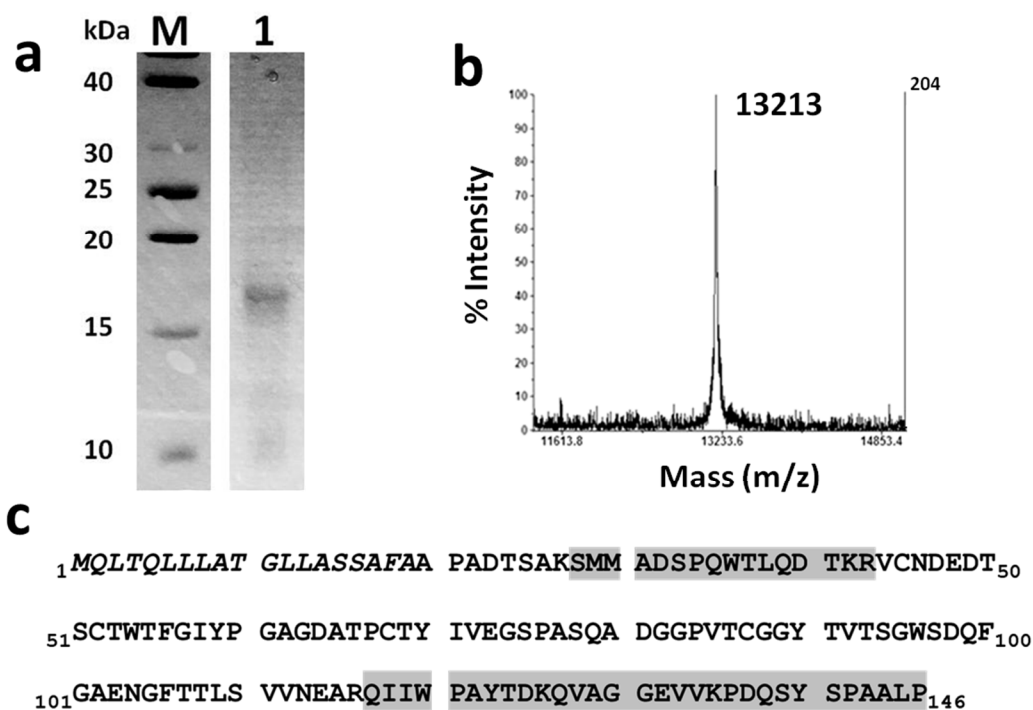 a
kDa M 1
40
30
25
20
15
10
b
13213
204
100
90
80
70
60
50
40
30
20
10
0
% Intensity
11613.8 13233.6 14853.4
Mass (m/z)
c
1MQLTQLLLAT GLLASSAFAA PADTSAKSMM ADSPQWTLQD TKRVCNDEDT50
51SCTWTFGIYP GAGDATPCTY IVEGSPASQA DGGPVTCGGY TVTSGWSDQF100
101GAENGFTTLS VVNEARQIIW PAYTDKQVAG GEVVKPDQSY SPAALP146